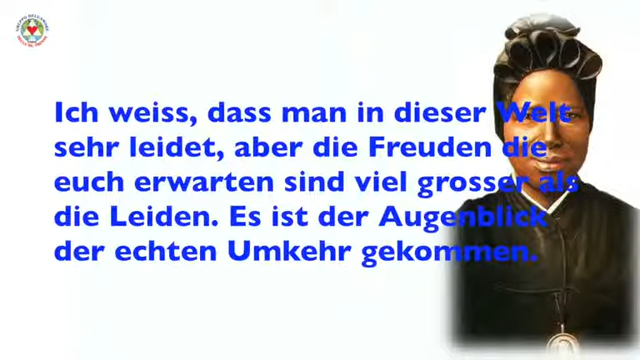 Ich weiss, dass man in dieser Welt
sehr leidet, aber die Freuden die
euch erwarten sind viel grosser als
die Leiden. Es ist der Augenblick
der echten Umkehr gekommen.